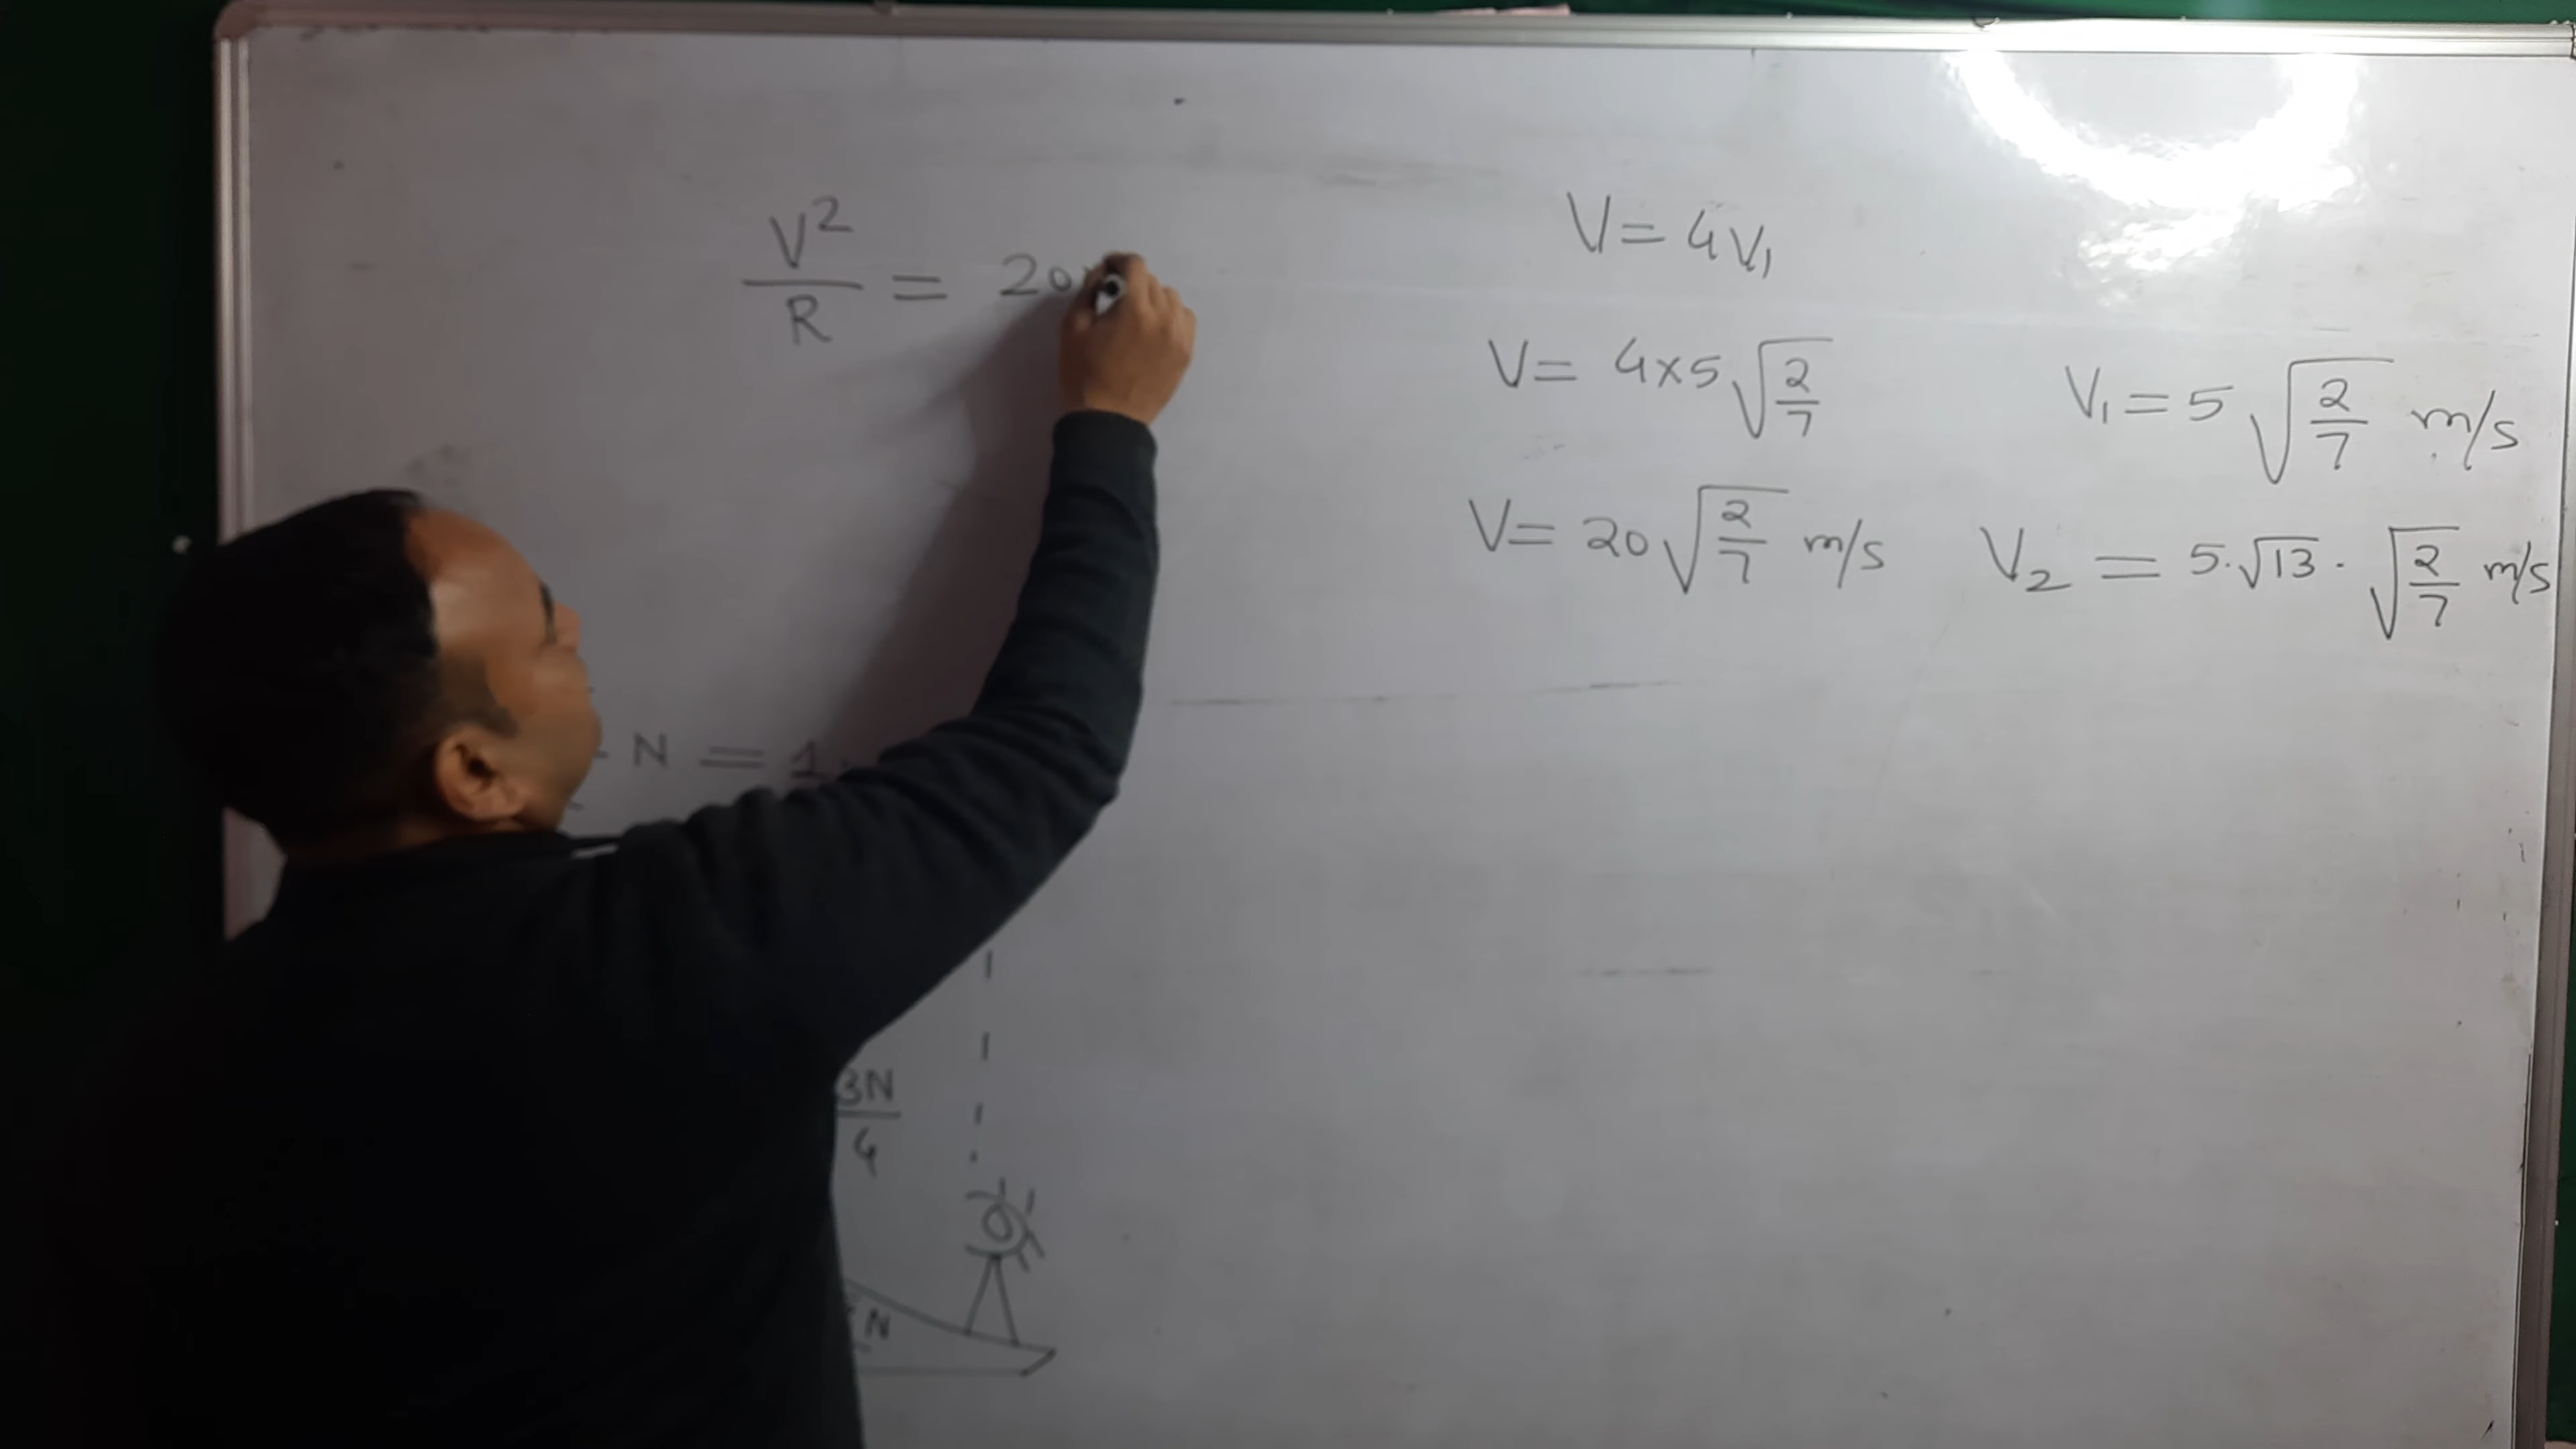 V²/R = 20
V = 4V₁
V = 4×5√(2/7)
V₁ = 5√(2/7) m/s
V = 20√(2/7) m/s
V₂ = 5.√13.√(2/7) m/s
N = 1
3N/4
N